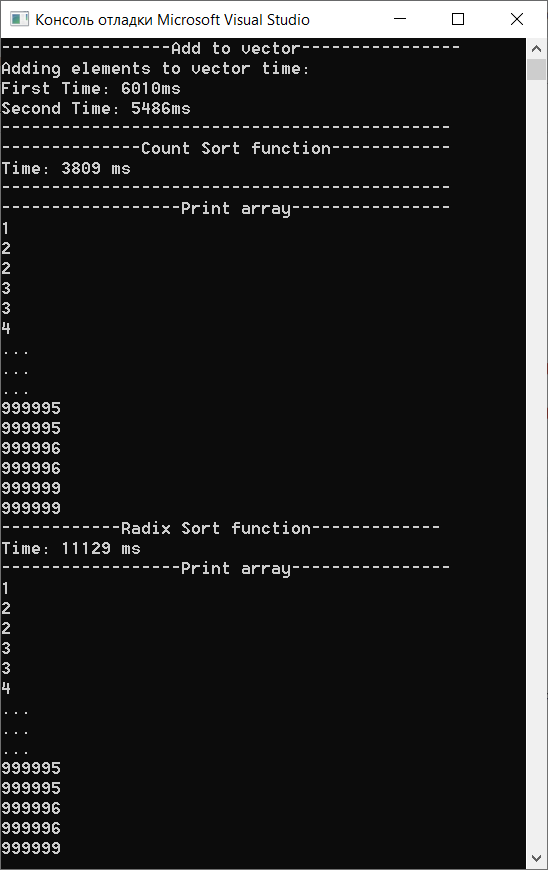 Консоль отладки Microsoft Visual Studio
-----------------Add to vector----------------
Adding elements to vector time:
First Time: 6010ms
Second Time: 5486ms
---------------------------------------------
--------------Count Sort function------------
Time: 3809 ms
---------------------------------------------
------------------Print array----------------
1
2
2
3
3
4
...
...
...
999995
999995
999996
999996
999999
999999
------------Radix Sort function-------------
Time: 11129 ms
------------------Print array----------------
1
2
2
3
3
4
...
...
...
999995
999995
999996
999996
999999